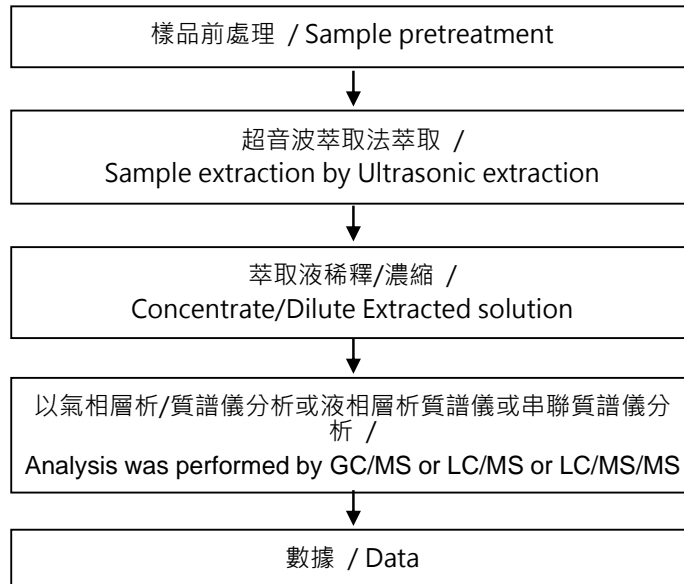 樣品前處理 / Sample pretreatment
超音波萃取法萃取 /
Sample extraction by Ultrasonic extraction
萃取液稀釋/濃縮 /
Concentrate/Dilute Extracted solution
以氣相層析/質譜儀分析或液相層析質譜儀或串聯質譜儀分
析 /
Analysis was performed by GC/MS or LC/MS or LC/MS/MS
數據 / Data